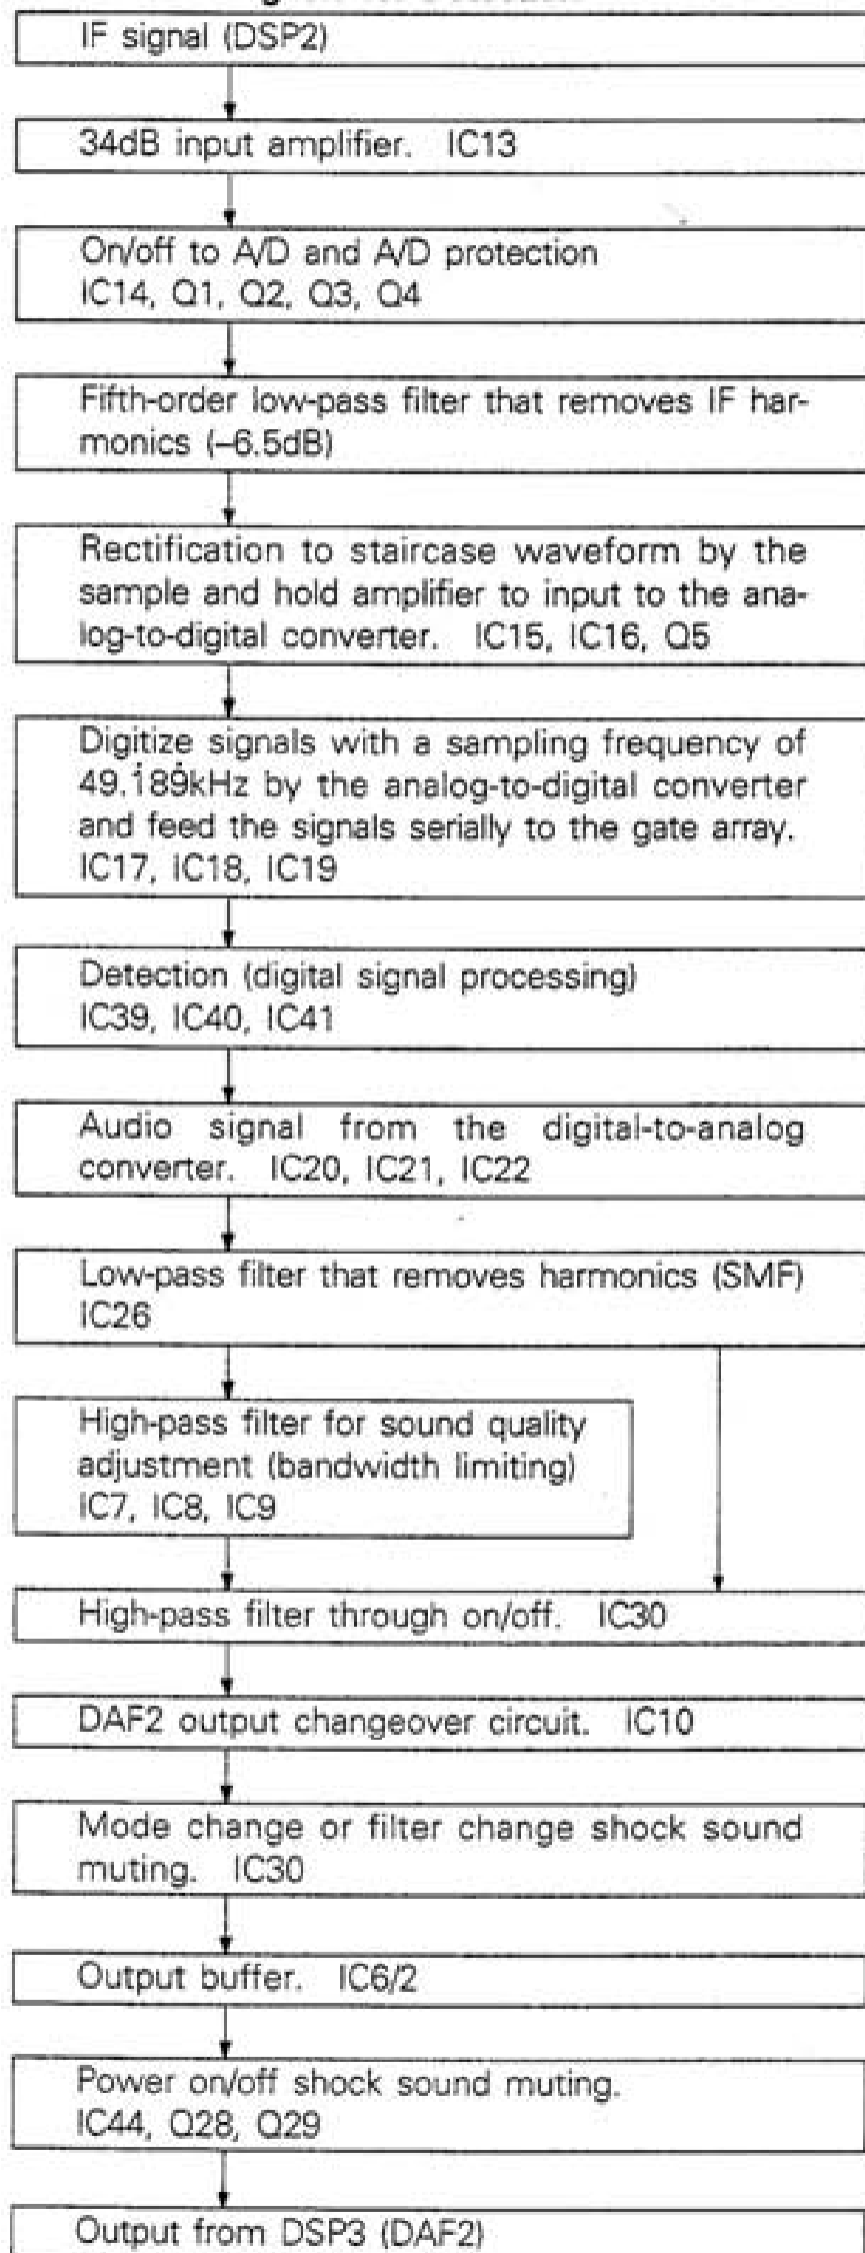 IF signal (DSP2)
34dB input amplifier. IC13
On/off to A/D and A/D protection
IC14, Q1, Q2, Q3, Q4
Fifth-order low-pass filter that removes IF har-
monics (–6.5dB)
Rectification to staircase waveform by the
sample and hold amplifier to input to the ana-
log-to-digital converter. IC15, IC16, Q5
Digitize signals with a sampling frequency of
49.1̇89̇kHz by the analog-to-digital converter
and feed the signals serially to the gate array.
IC17, IC18, IC19
Detection (digital signal processing)
IC39, IC40, IC41
Audio signal from the digital-to-analog
converter. IC20, IC21, IC22
Low-pass filter that removes harmonics (SMF)
IC26
High-pass filter for sound quality
adjustment (bandwidth limiting)
IC7, IC8, IC9
High-pass filter through on/off. IC30
DAF2 output changeover circuit. IC10
Mode change or filter change shock sound
muting. IC30
Output buffer. IC6/2
Power on/off shock sound muting.
IC44, Q28, Q29
Output from DSP3 (DAF2)